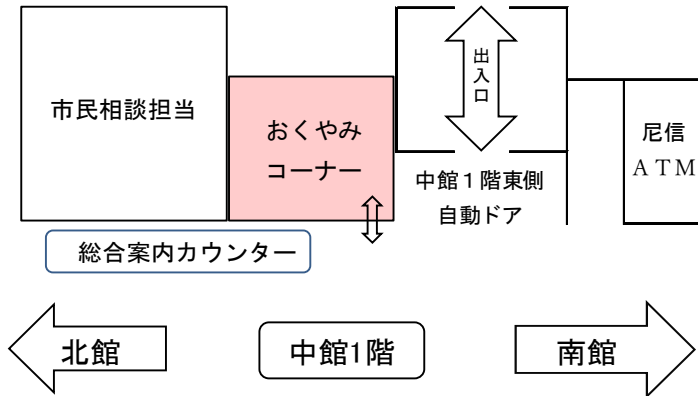 市民相談担当
おくやみ
コーナー
出入口
中館１階東側
自動ドア
尼信
ＡＴＭ
総合案内カウンター
北館
中館1階
南館